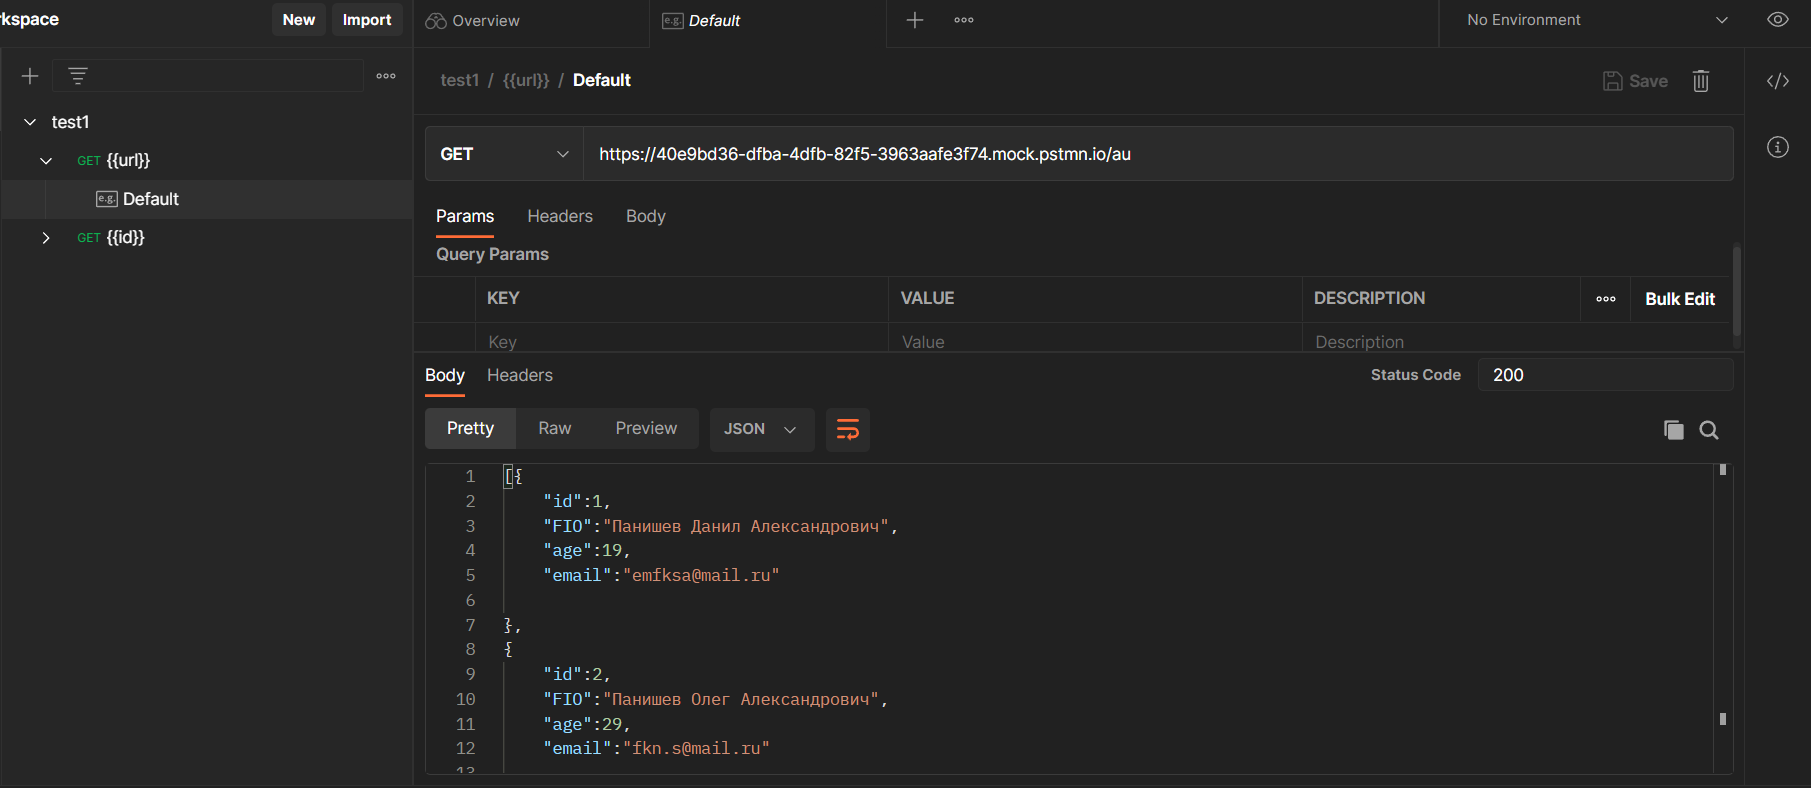 kspace
New
Import
Overview
e.g. Default
No Environment
test1
GET {{url}}
e.g. Default
GET {{id}}
test1 / {{url}} / Default
Save
GET
https://40e9bd36-dfba-4dfb-82f5-3963aafe3f74.mock.pstmn.io/au
Params Headers Body
Query Params
KEY VALUE DESCRIPTION Bulk Edit
Key Value Description
Body Headers
Status Code 200
Pretty Raw Preview JSON
1 [{
2 "id":1,
3 "FIO":"Панишев Данил Александрович",
4 "age":19,
5 "email":"emfksa@mail.ru"
6
7 },
8 {
9 "id":2,
10 "FIO":"Панишев Олег Александрович",
11 "age":29,
12 "email":"fkn.s@mail.ru"
13